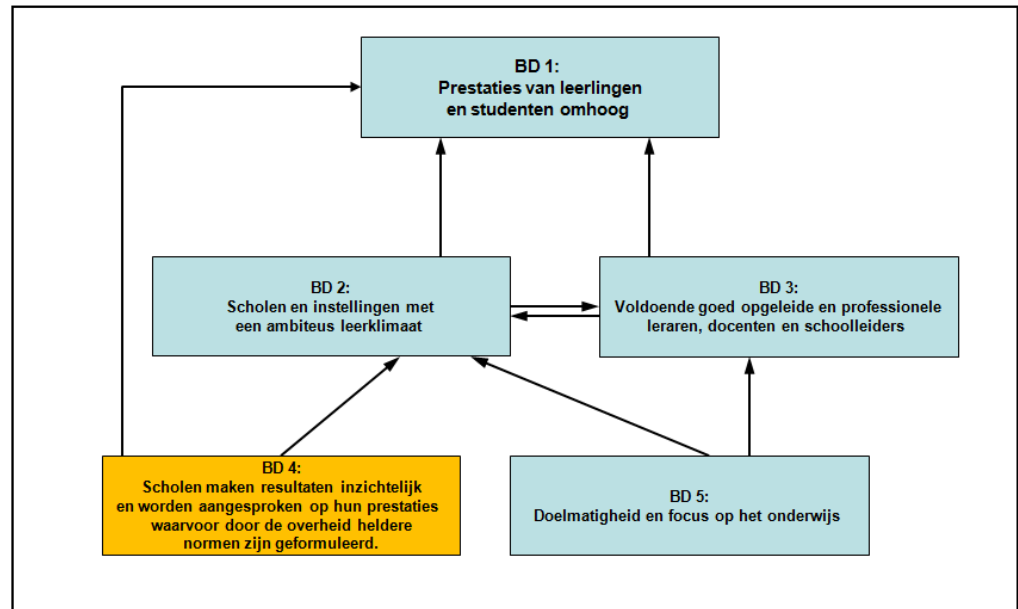 BD 1:
Prestaties van leerlingen
en studenten omhoog
BD 2:
Scholen en instellingen met
een ambiteus leerklimaat
BD 3:
Voldoende goed opgeleide en professionele
leraren, docenten en schoolleiders
BD 4:
Scholen maken resultaten inzichtelijk
en worden aangesproken op hun prestaties
waarvoor door de overheid heldere
normen zijn geformuleerd.
BD 5:
Doelmatigheid en focus op het onderwijs